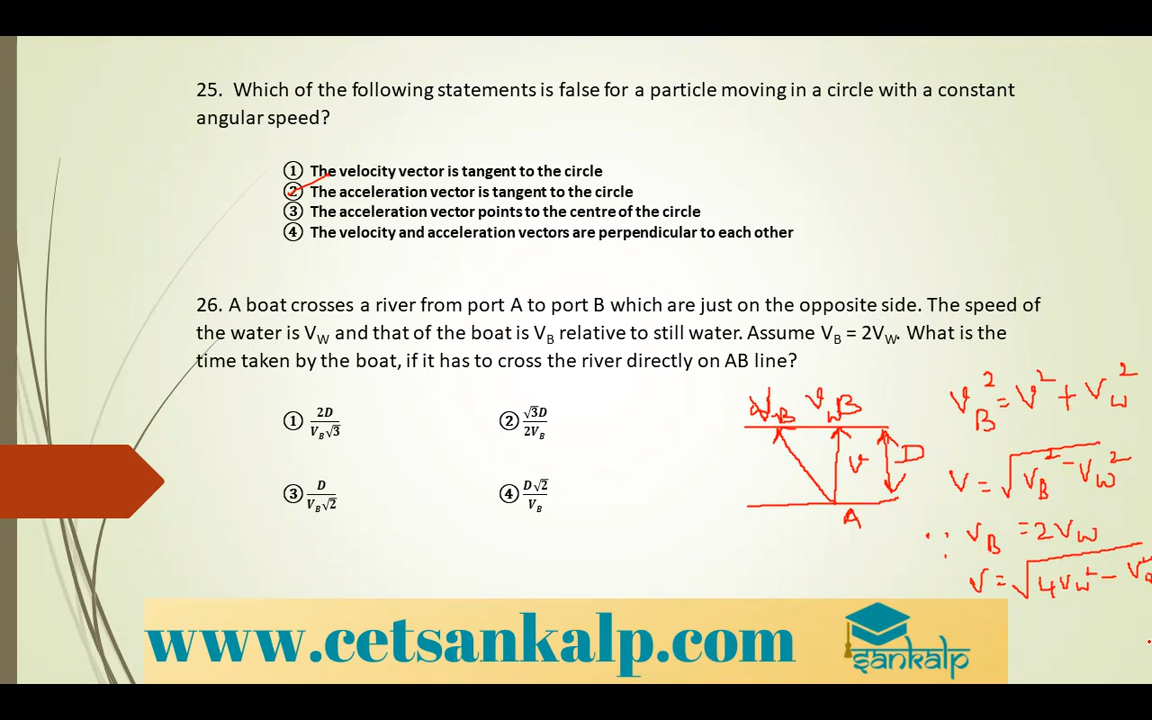 25. Which of the following statements is false for a particle moving in a circle with a constant
angular speed?
① The velocity vector is tangent to the circle
② The acceleration vector is tangent to the circle
③ The acceleration vector points to the centre of the circle
④ The velocity and acceleration vectors are perpendicular to each other
26. A boat crosses a river from port A to port B which are just on the opposite side. The speed of
the water is V_W and that of the boat is V_B relative to still water. Assume V_B = 2V_W. What is the
time taken by the boat, if it has to cross the river directly on AB line?
① 2D/V_B√3 ② √3D/2V_B
③ D/V_B√2 ④ D√2/V_B
V_B V_W B
V D
A
V_B² = V² + V_W²
V = √V_B² - V_W²
∵ V_B = 2V_W
V = √4V_W² - V
www.cetsankalp.com
sankalp